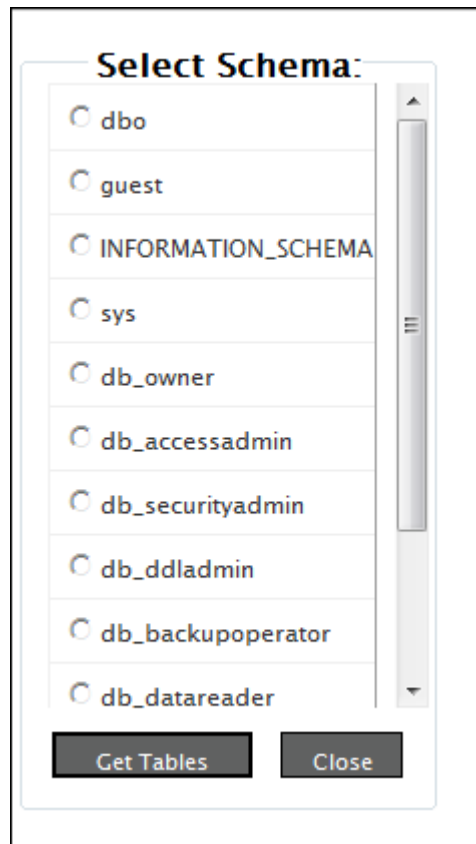 Select Schema:
dbo
guest
INFORMATION_SCHEMA
sys
db_owner
db_accessadmin
db_securityadmin
db_ddladmin
db_backupoperator
db_datareader
Get Tables Close